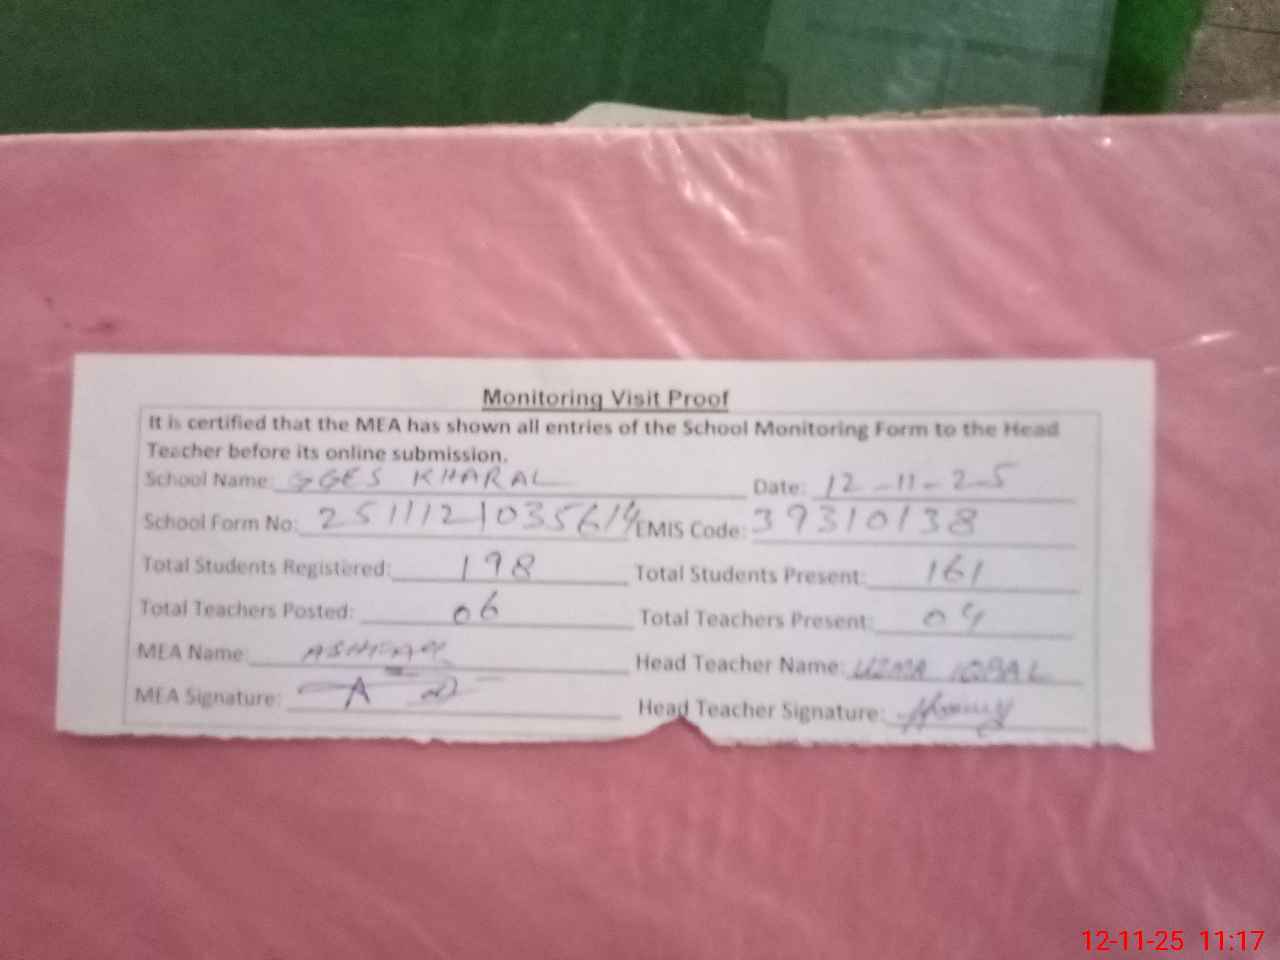 Monitoring Visit Proof
It is certified that the MEA has shown all entries of the School Monitoring Form to the Head
Teacher before its online submission.
School Name: GGES KHARAL Date: 12-11-25
School Form No: 2511121035614 EMIS Code: 39310138
Total Students Registered: 198 Total Students Present: 161
Total Teachers Posted: 06 Total Teachers Present: 04
MEA Name: ASHFAQ Head Teacher Name: UZMA IQBAL
MEA Signature: Head Teacher Signature:
12-11-25 11:17